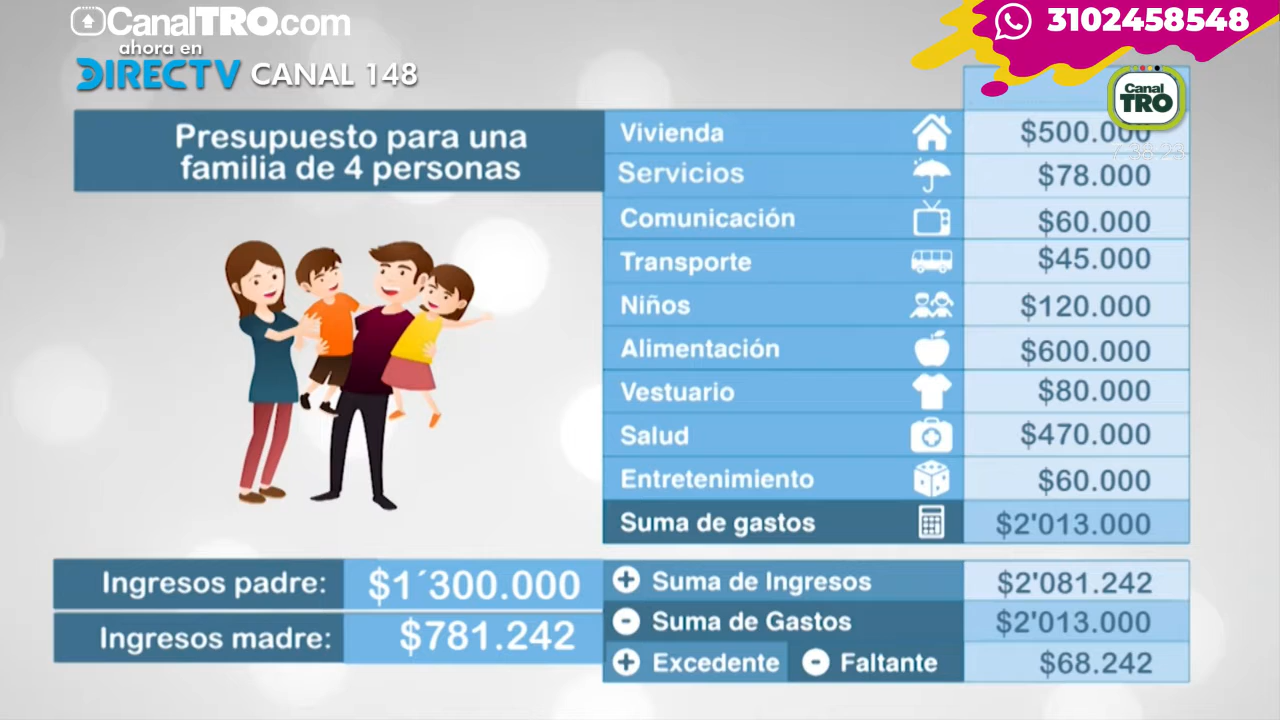 CanalTRO.com
ahora en
DIRECTV CANAL 148
3102458548
Canal
TRO
Presupuesto para una
familia de 4 personas
Vivienda $500.000
Servicios $78.000
Comunicación $60.000
Transporte $45.000
Niños $120.000
Alimentación $600.000
Vestuario $80.000
Salud $470.000
Entretenimiento $60.000
Suma de gastos $2'013.000
Ingresos padre: $1´300.000
Ingresos madre: $781.242
+ Suma de Ingresos $2'081.242
- Suma de Gastos $2'013.000
+ Excedente - Faltante $68.242